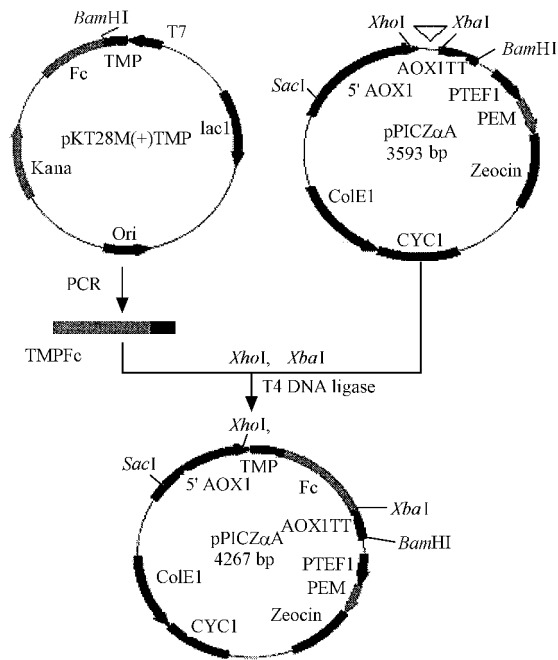 BamHI
T7
Fc
TMP
pKT28M(+)TMP
lac1
Kana
Ori
XhoI
XbaI
BamHI
SacI
AOX1TT
5' AOX1
PTEF1
PEM
pPICZαA
3593 bp
Zeocin
ColE1
CYC1
PCR
TMPFc
XhoI, XbaI
T4 DNA ligase
XhoI,
SacI
TMP
5' AOX1
Fc
XbaI
AOX1TT
BamHI
pPICZαA
4267 bp
PTEF1
PEM
ColE1
Zeocin
CYC1